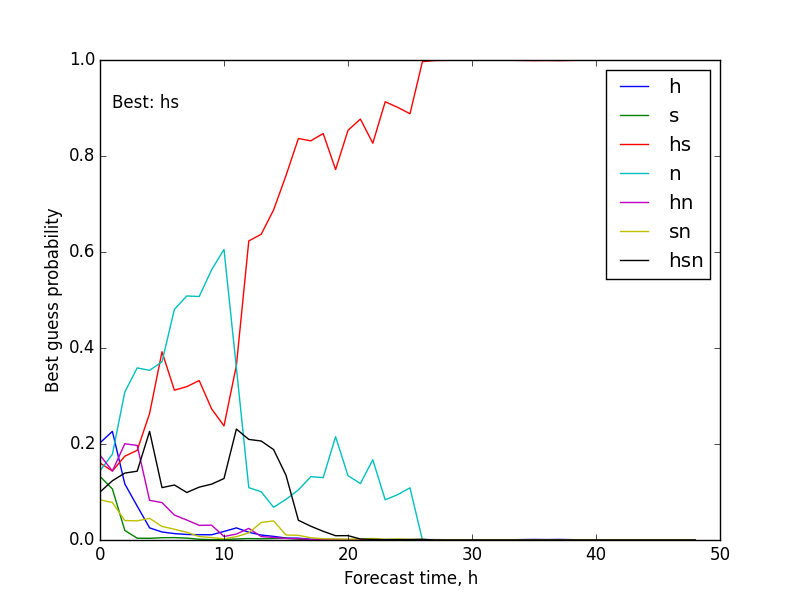 1.0
Best: hs
h
s
hs
n
hn
sn
hsn
0.8
0.6
0.4
0.2
0.0
Best guess probability
0 10 20 30 40 50
Forecast time, h